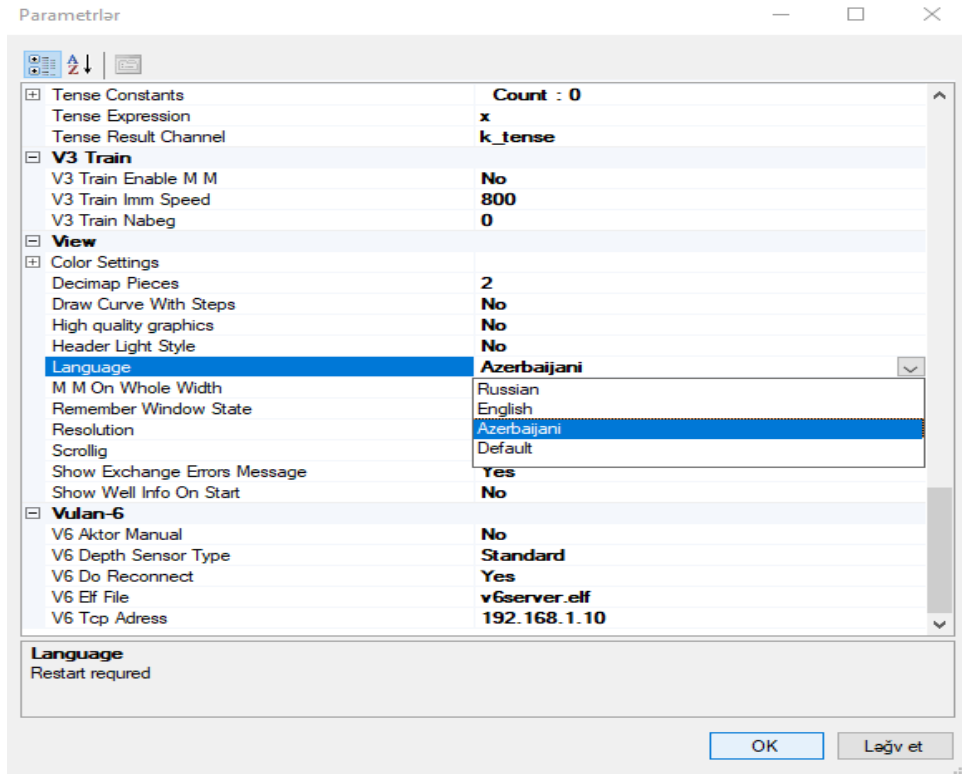 Parametrlər
Tense Constants Count : 0
Tense Expression x
Tense Result Channel k_tense
V3 Train
V3 Train Enable M M No
V3 Train Imm Speed 800
V3 Train Nabeg 0
View
Color Settings
Decimap Pieces 2
Draw Curve With Steps No
High quality graphics No
Header Light Style No
Language Azerbaijani
M M On Whole Width Russian
Remember Window State English
Resolution Azerbaijani
Scrollig Default
Show Exchange Errors Message Yes
Show Well Info On Start No
Vulan-6
V6 Aktor Manual No
V6 Depth Sensor Type Standard
V6 Do Reconnect Yes
V6 Elf File v6server.elf
V6 Tcp Adress 192.168.1.10
Language
Restart requred
OK Ləğv et